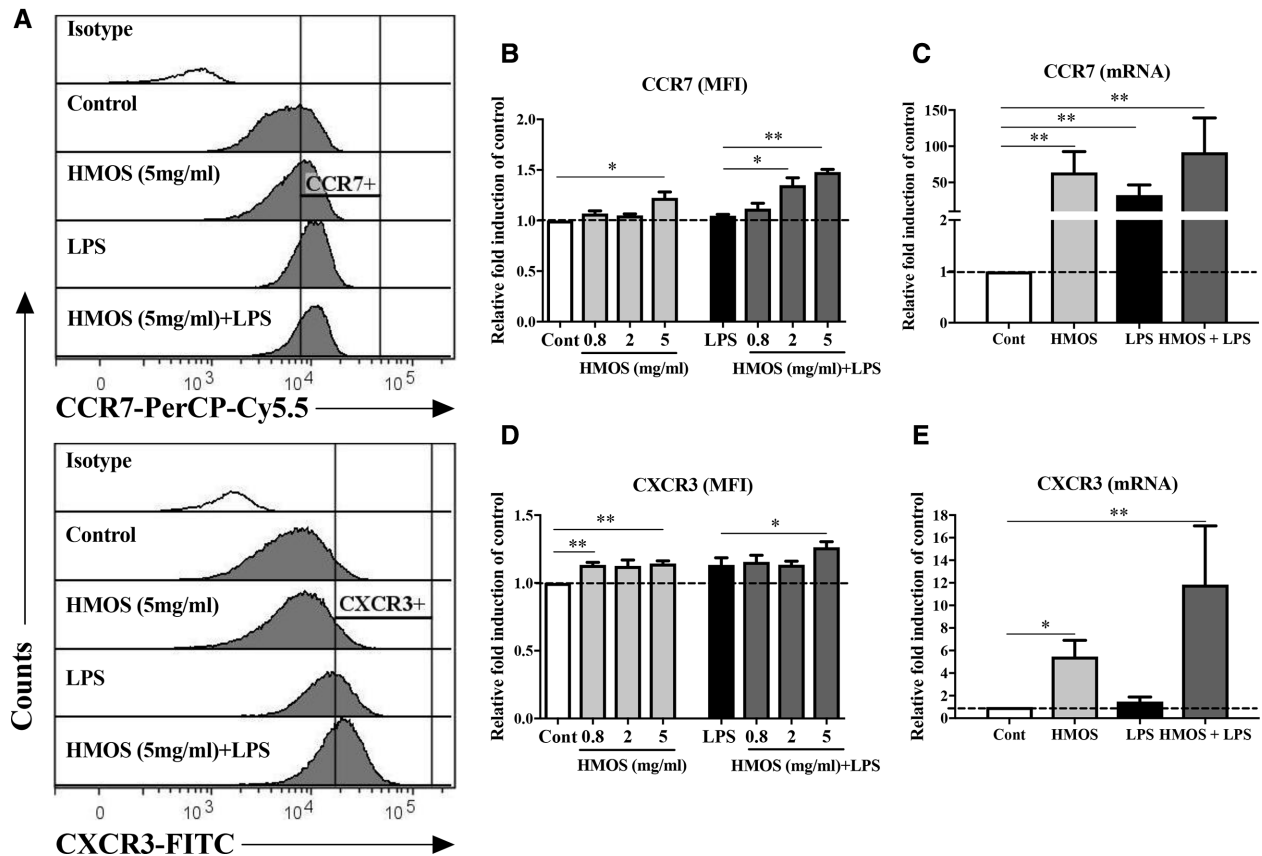 A
Isotype
Control
HMOS (5mg/ml)
CCR7+
LPS
HMOS (5mg/ml)+LPS
0 10³ 10⁴ 10⁵
CCR7-PerCP-Cy5.5
Isotype
Control
HMOS (5mg/ml)
CXCR3+
LPS
HMOS (5mg/ml)+LPS
0 10³ 10⁴ 10⁵
CXCR3-FITC
Counts
B
CCR7 (MFI)
Relative fold induction of control
2.0
1.5
1.0
0.5
0.0
*
*
**
Cont 0.8 2 5 LPS 0.8 2 5
HMOS (mg/ml) HMOS (mg/ml)+LPS
C
CCR7 (mRNA)
Relative fold induction of control
150
100
50
2
1
0
**
**
**
Cont HMOS LPS HMOS + LPS
D
CXCR3 (MFI)
Relative fold induction of control
1.5
1.0
0.5
0.0
**
**
*
Cont 0.8 2 5 LPS 0.8 2 5
HMOS (mg/ml) HMOS (mg/ml)+LPS
E
CXCR3 (mRNA)
Relative fold induction of control
18
16
14
12
10
8
6
4
2
0
**
*
Cont HMOS LPS HMOS + LPS